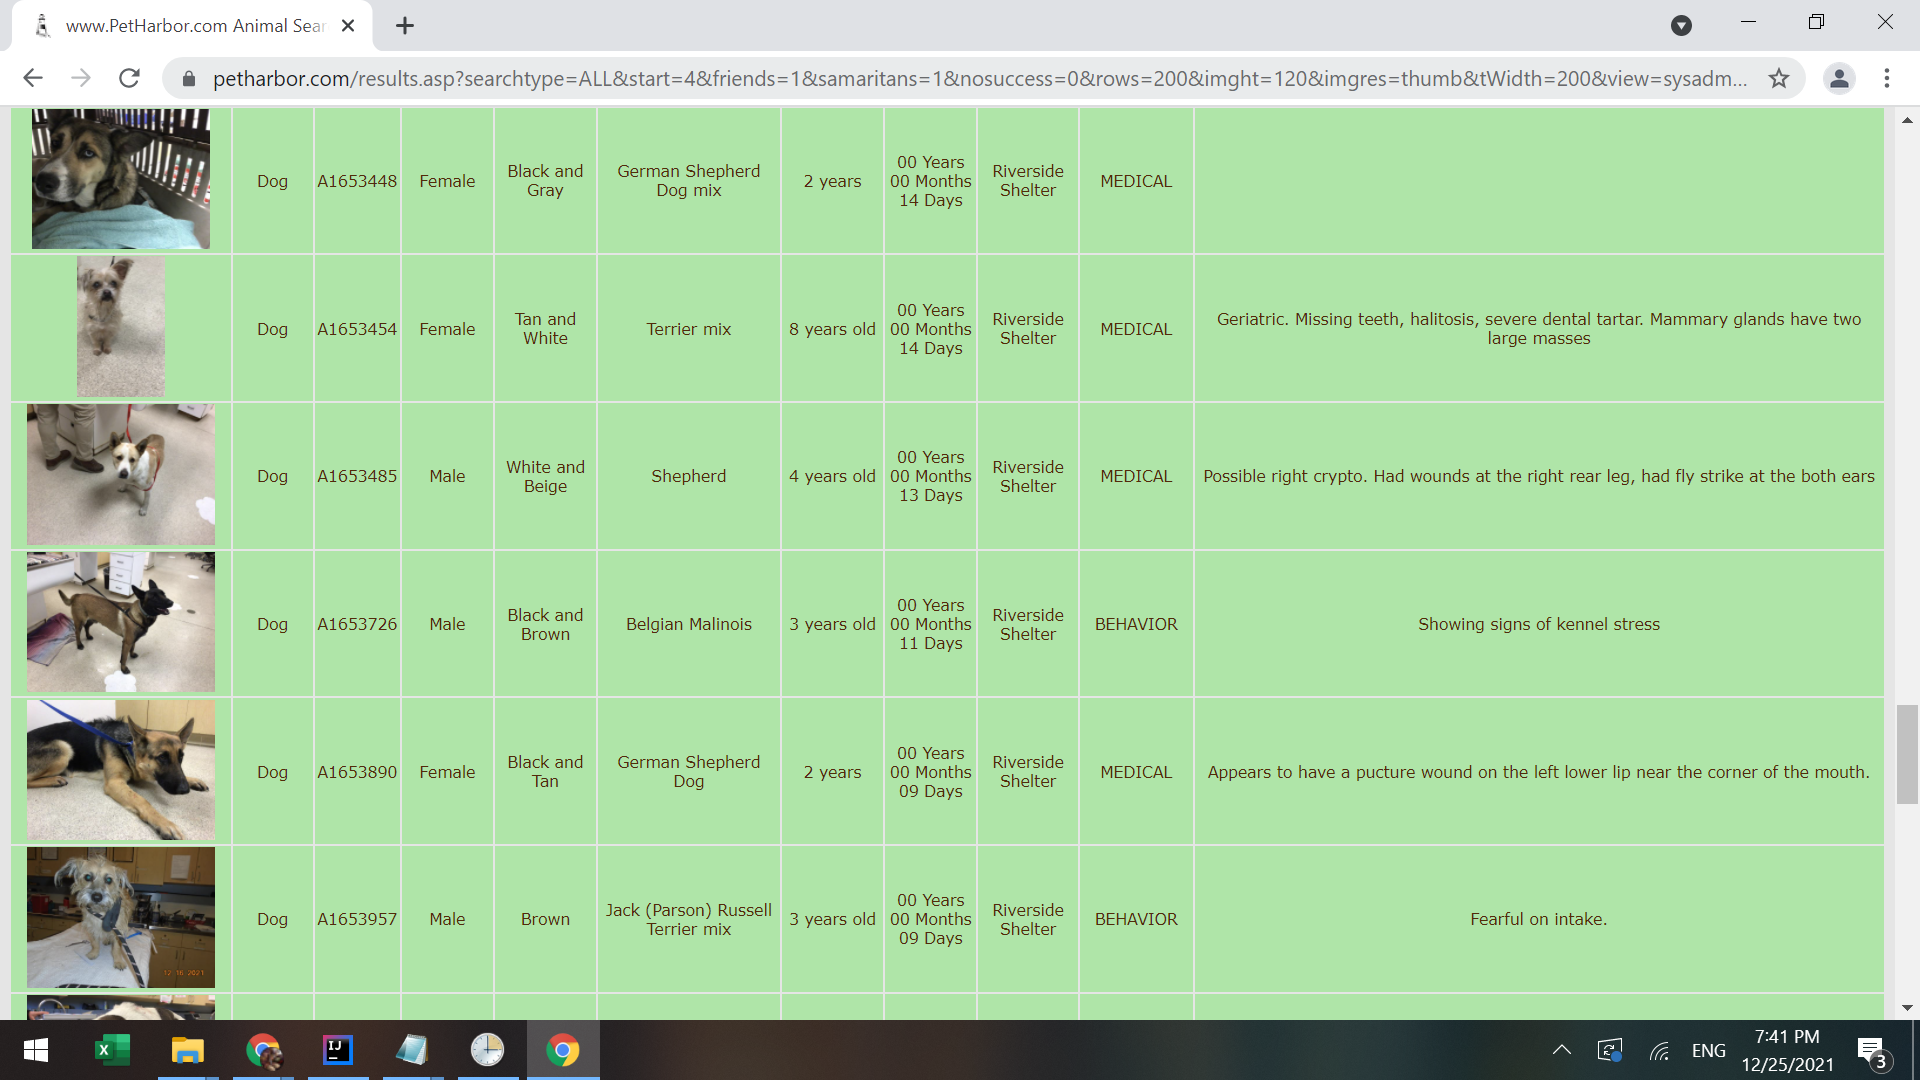 www.PetHarbor.com Animal Sear
petharbor.com/results.asp?searchtype=ALL&start=4&friends=1&samaritans=1&nosuccess=0&rows=200&imght=120&imgres=thumb&tWidth=200&view=sysadm...
Dog
A1653448
Female
Black and
Gray
German Shepherd
Dog mix
2 years
00 Years
00 Months
14 Days
Riverside
Shelter
MEDICAL
Dog
A1653454
Female
Tan and
White
Terrier mix
8 years old
00 Years
00 Months
14 Days
Riverside
Shelter
MEDICAL
Geriatric. Missing teeth, halitosis, severe dental tartar. Mammary glands have two
large masses
Dog
A1653485
Male
White and
Beige
Shepherd
4 years old
00 Years
00 Months
13 Days
Riverside
Shelter
MEDICAL
Possible right crypto. Had wounds at the right rear leg, had fly strike at the both ears
Dog
A1653726
Male
Black and
Brown
Belgian Malinois
3 years old
00 Years
00 Months
11 Days
Riverside
Shelter
BEHAVIOR
Showing signs of kennel stress
Dog
A1653890
Female
Black and
Tan
German Shepherd
Dog
2 years
00 Years
00 Months
09 Days
Riverside
Shelter
MEDICAL
Appears to have a pucture wound on the left lower lip near the corner of the mouth.
12-16-2021
Dog
A1653957
Male
Brown
Jack (Parson) Russell
Terrier mix
3 years old
00 Years
00 Months
09 Days
Riverside
Shelter
BEHAVIOR
Fearful on intake.
X
IJ
ENG
7:41 PM
12/25/2021
3